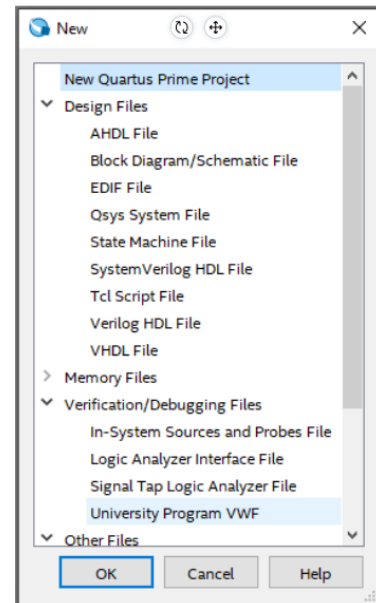 New
New Quartus Prime Project
Design Files
AHDL File
Block Diagram/Schematic File
EDIF File
Qsys System File
State Machine File
SystemVerilog HDL File
Tcl Script File
Verilog HDL File
VHDL File
Memory Files
Verification/Debugging Files
In-System Sources and Probes File
Logic Analyzer Interface File
Signal Tap Logic Analyzer File
University Program VWF
Other Files
OK Cancel Help